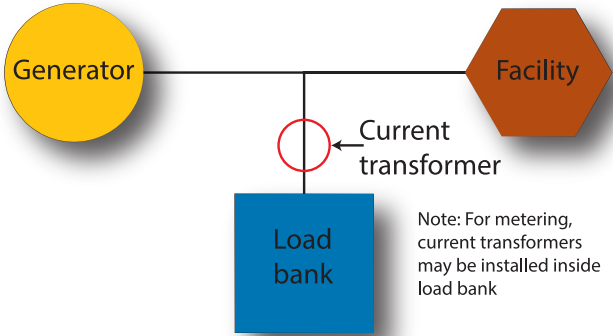 Generator
Facility
Current
transformer
Load
bank
Note: For metering,
current transformers
may be installed inside
load bank